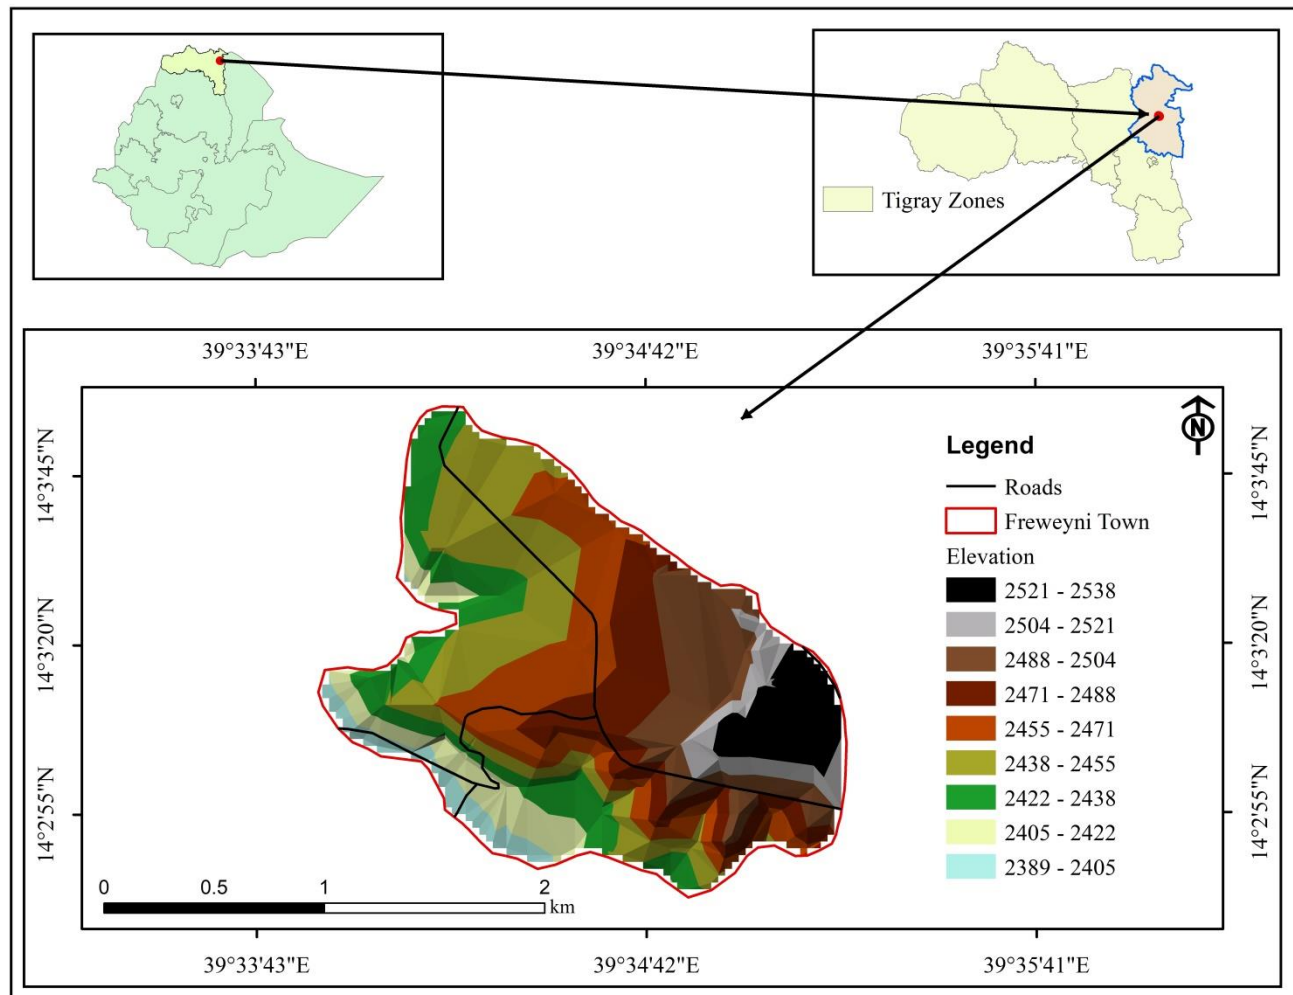 Tigray Zones
39°33'43"E
39°34'42"E
39°35'41"E
14°3'45"N
14°3'20"N
14°2'55"N
N
Legend
Roads
Freweyni Town
Elevation
2521 - 2538
2504 - 2521
2488 - 2504
2471 - 2488
2455 - 2471
2438 - 2455
2422 - 2438
2405 - 2422
2389 - 2405
14°3'45"N
14°3'20"N
14°2'55"N
0 0.5 1 2
km
39°33'43"E
39°34'42"E
39°35'41"E